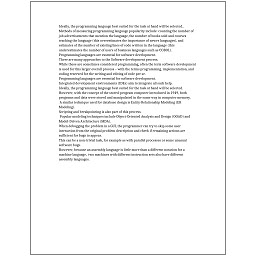 Ideally, the programming language best suited for the task at hand will be selected.
Methods of measuring programming language popularity include: counting the number of
job advertisements that mention the language, the number of books sold and courses
teaching the language (this overestimates the importance of newer languages), and
estimates of the number of existing lines of code written in the language (this
underestimates the number of users of business languages such as COBOL).
Programming languages are essential for software development.
There are many approaches to the Software development process.
While these are sometimes considered programming, often the term software development
is used for this larger overall process – with the terms programming, implementation, and
coding reserved for the writing and editing of code per se.
Programming languages are essential for software development.
Integrated development environments (IDEs) aim to integrate all such help.
Ideally, the programming language best suited for the task at hand will be selected.
However, with the concept of the stored-program computer introduced in 1949, both
programs and data were stored and manipulated in the same way in computer memory.
A similar technique used for database design is Entity-Relationship Modeling (ER
Modeling).
Scripting and breakpointing is also part of this process.
Popular modeling techniques include Object-Oriented Analysis and Design (OOAD) and
Model-Driven Architecture (MDA).
When debugging the problem in a GUI, the programmer can try to skip some user
interaction from the original problem description and check if remaining actions are
sufficient for bugs to appear.
This can be a non-trivial task, for example as with parallel processes or some unusual
software bugs.
However, because an assembly language is little more than a different notation for a
machine language, two machines with different instruction sets also have different
assembly languages.